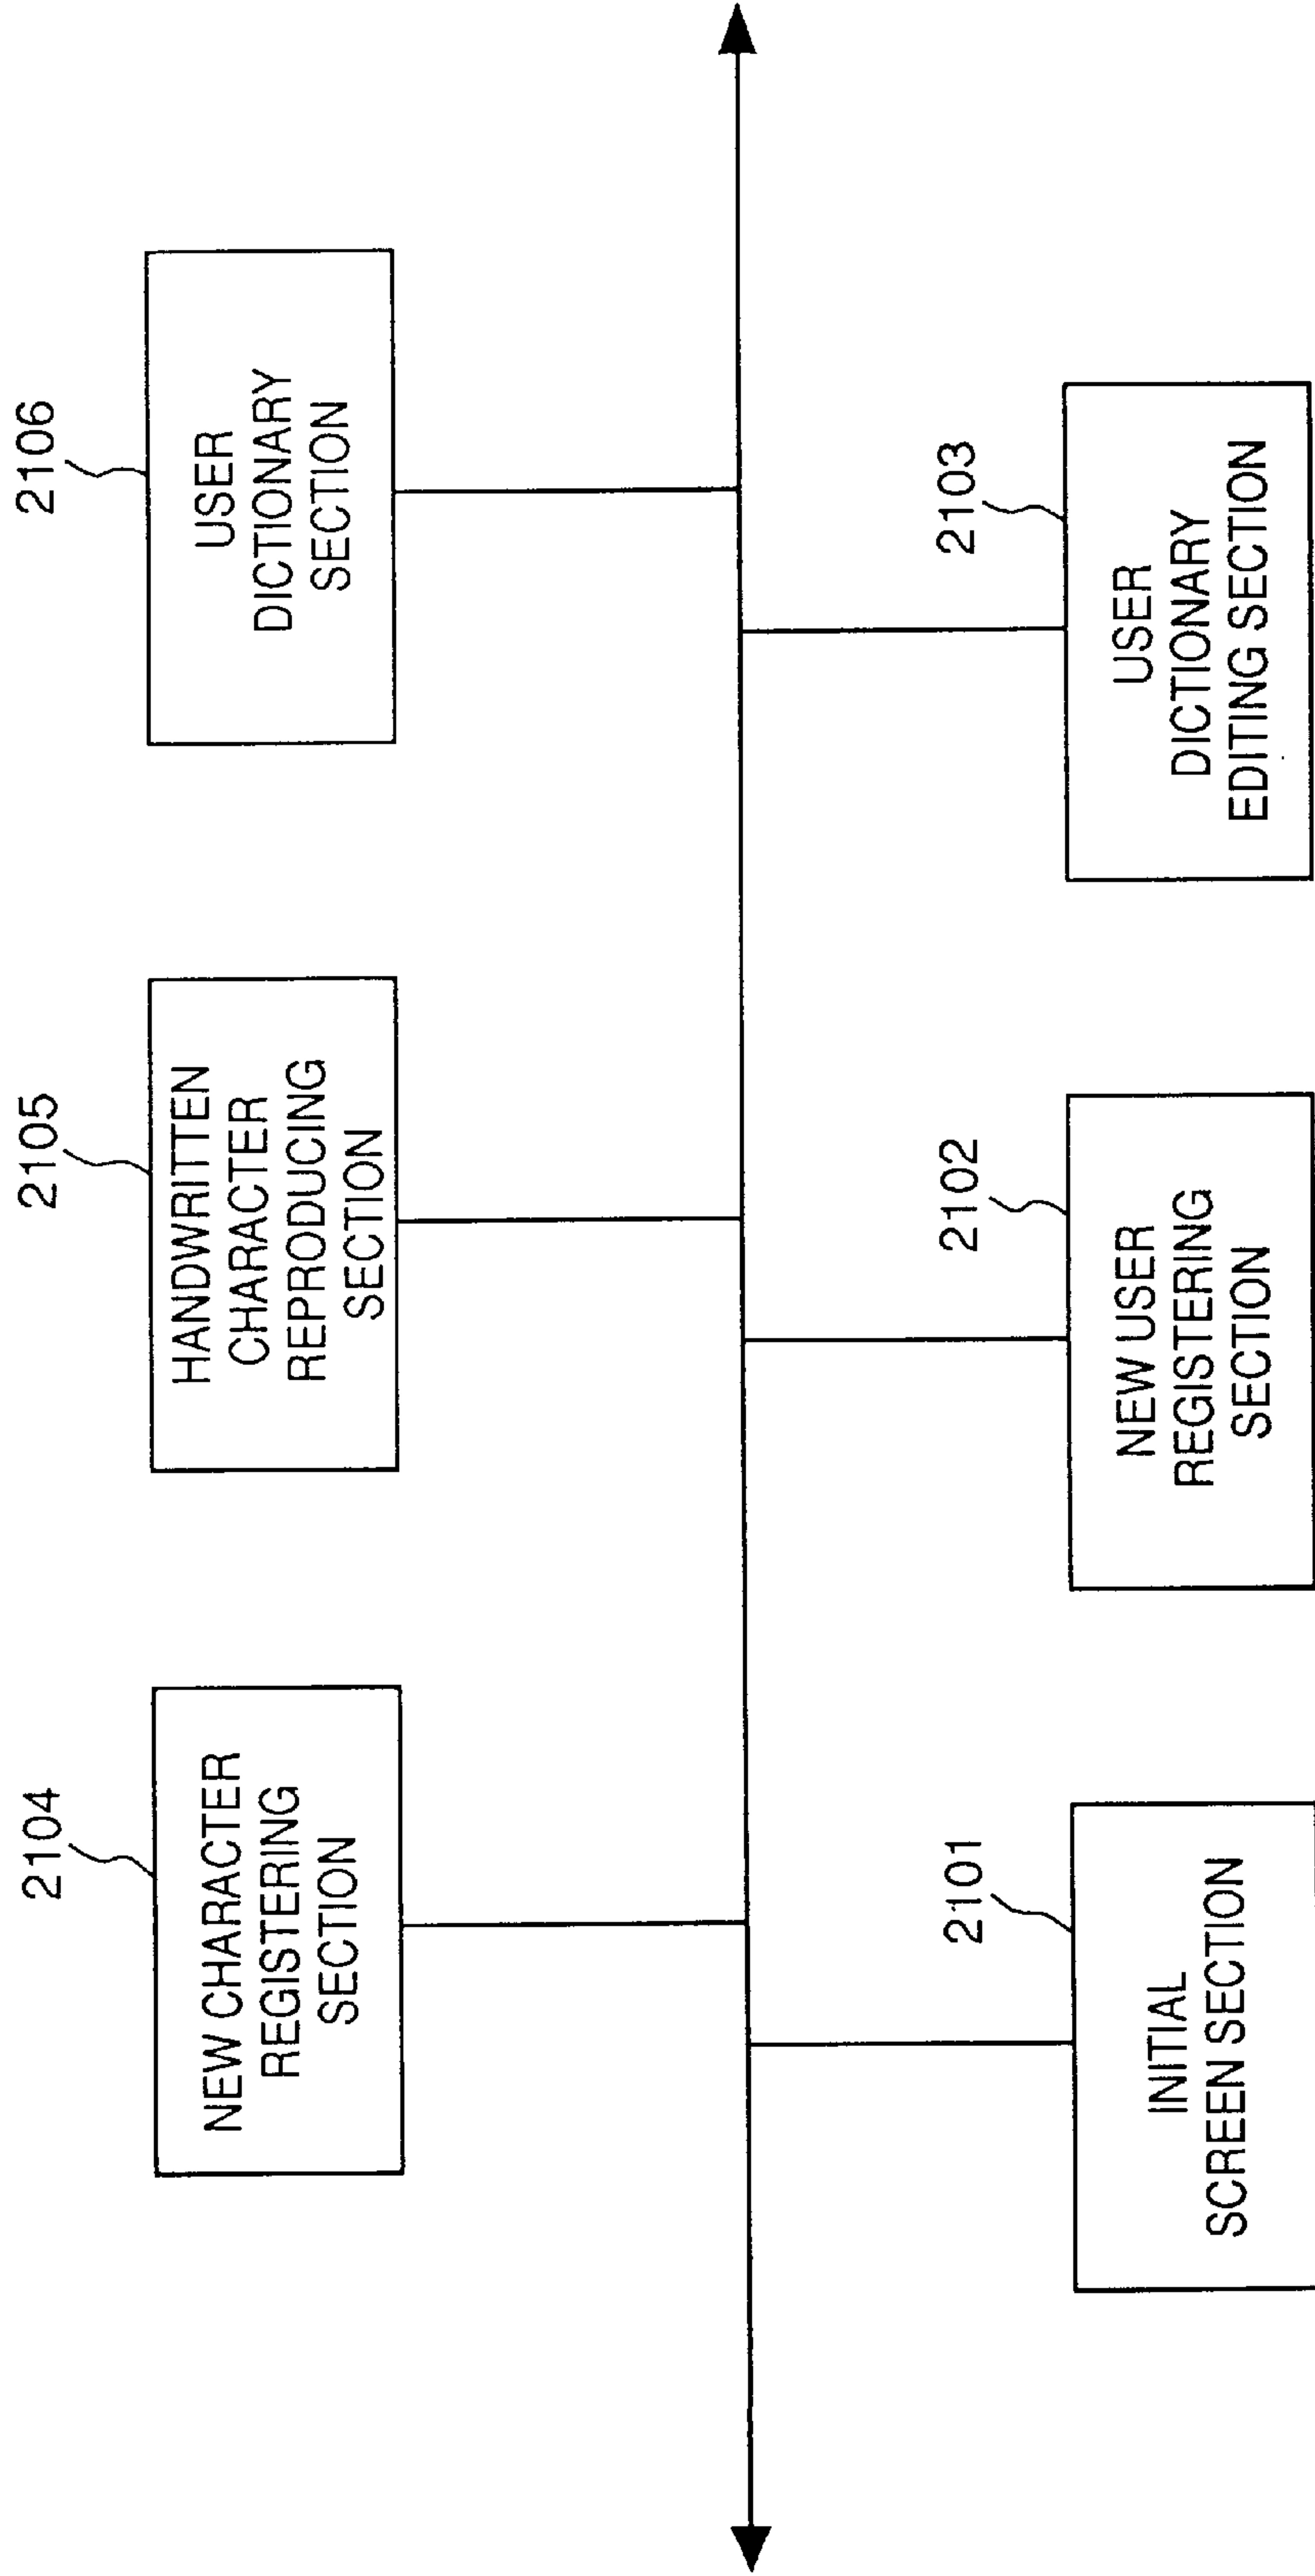 2104
NEW CHARACTER
REGISTERING
SECTION
2105
HANDWRITTEN
CHARACTER
REPRODUCING
SECTION
2106
USER
DICTIONARY
SECTION
2101
INITIAL
SCREEN SECTION
2102
NEW USER
REGISTERING
SECTION
2103
USER
DICTIONARY
EDITING SECTION